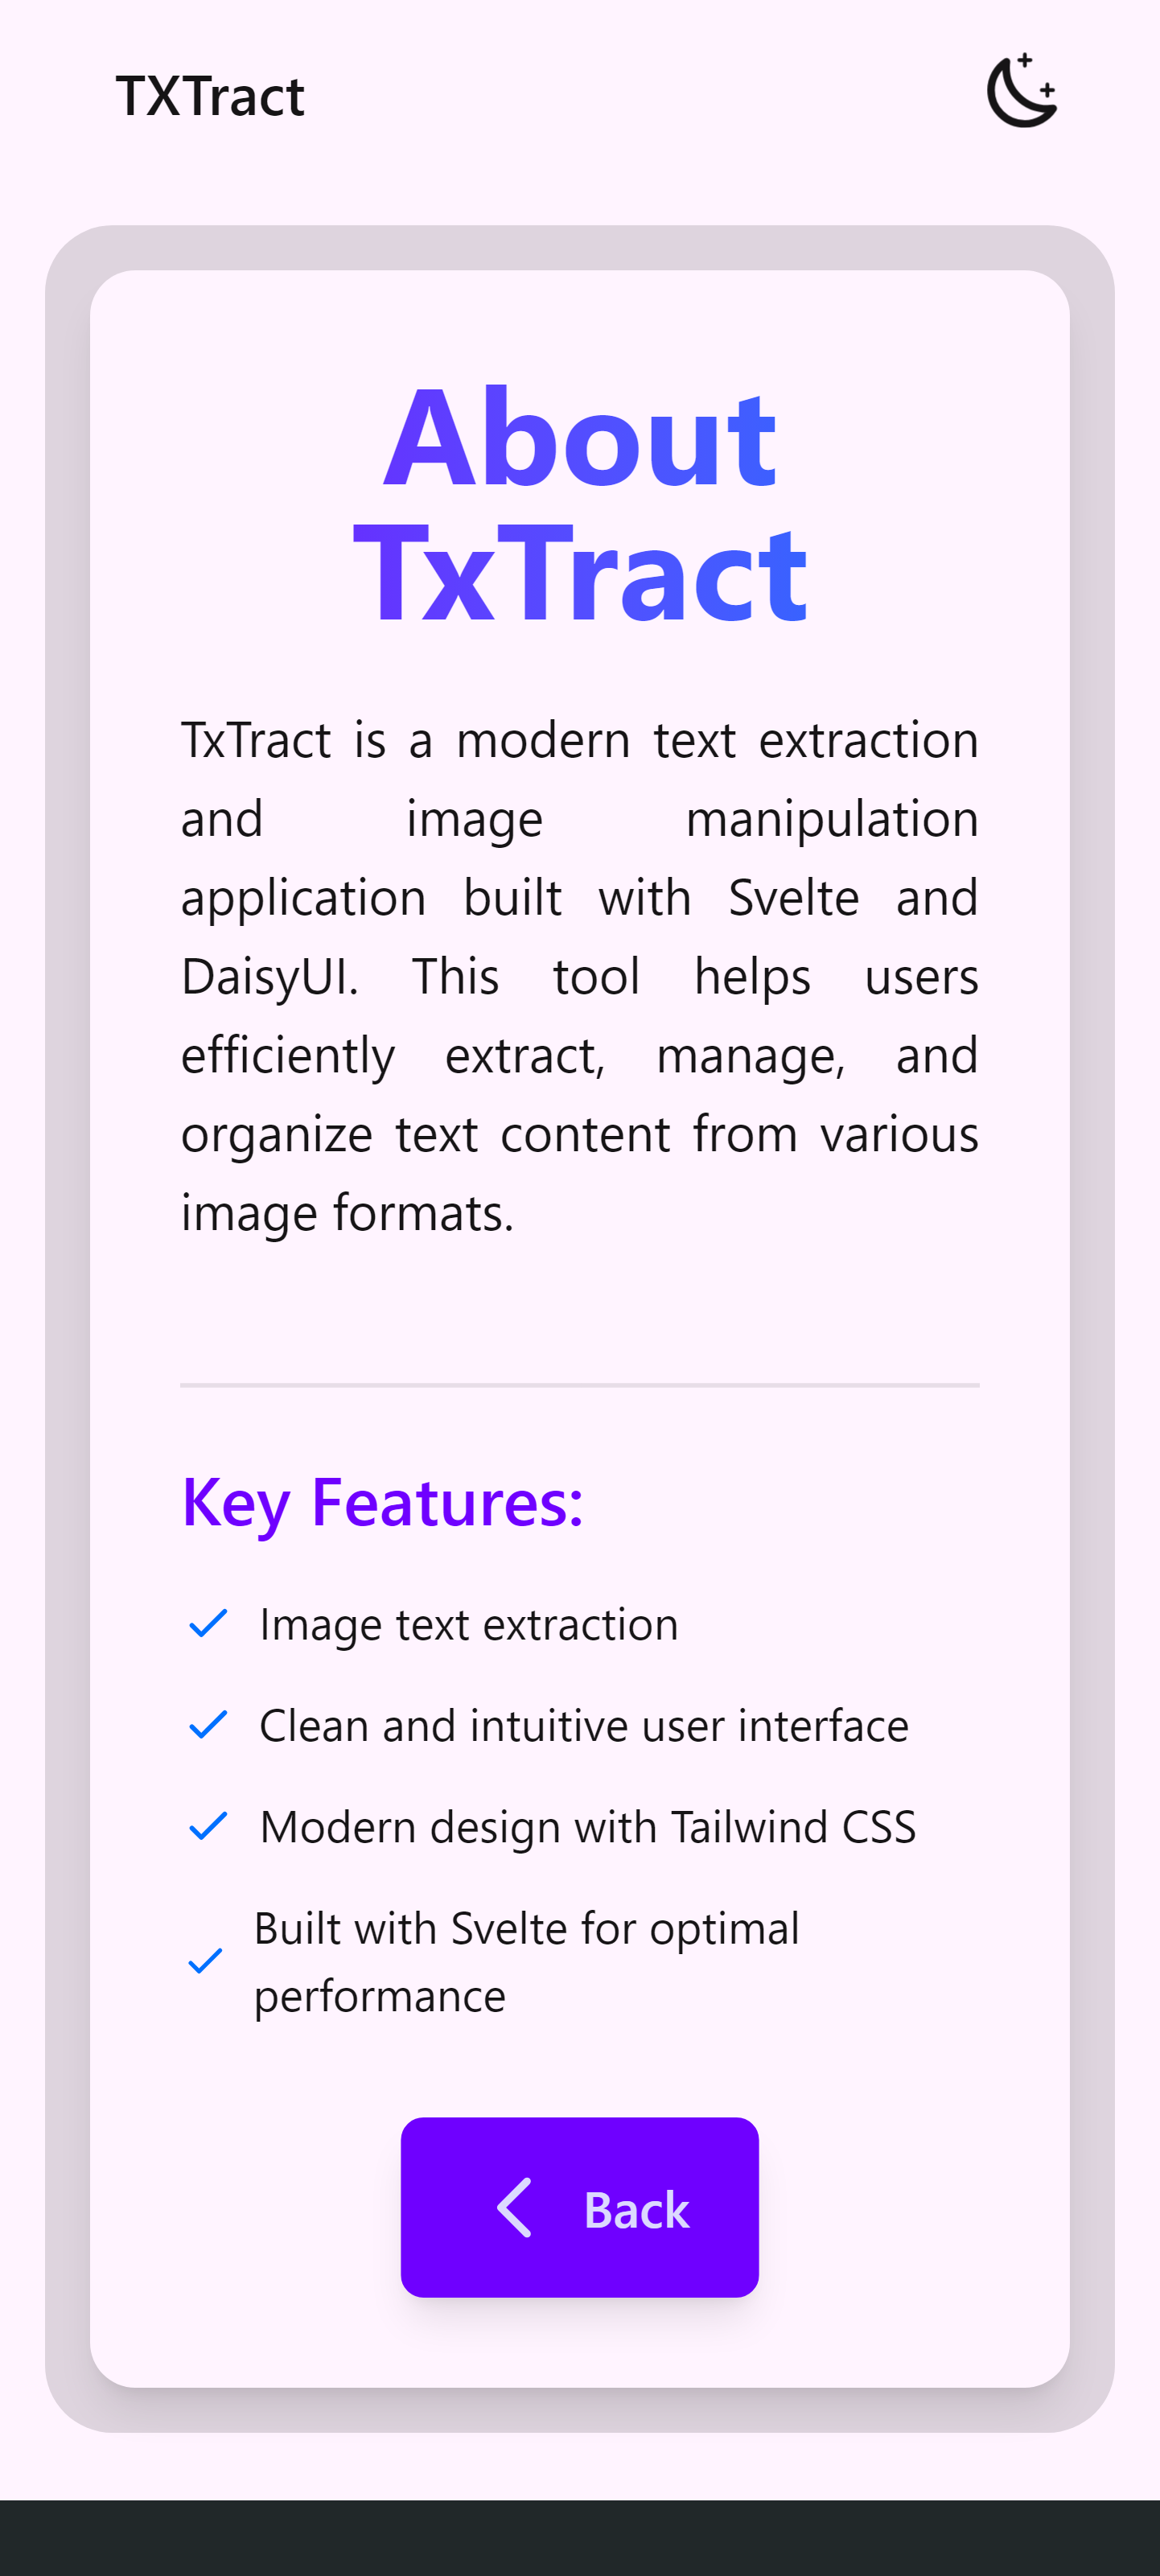 TXTract
About
TxTract
TxTract is a modern text extraction
and image manipulation
application built with Svelte and
DaisyUI. This tool helps users
efficiently extract, manage, and
organize text content from various
image formats.
Key Features:
Image text extraction
Clean and intuitive user interface
Modern design with Tailwind CSS
Built with Svelte for optimal
performance
Back